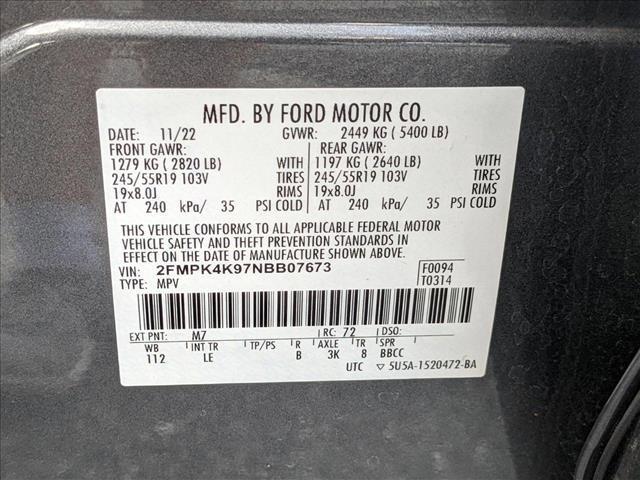 MFD. BY FORD MOTOR CO.
DATE: 11/22 GVWR: 2449 KG ( 5400 LB)
FRONT GAWR: REAR GAWR:
1279 KG ( 2820 LB) WITH 1197 KG ( 2640 LB) WITH
245/55R19 103V TIRES 245/55R19 103V TIRES
19x8.0J RIMS 19x8.0J RIMS
AT 240 kPa/ 35 PSI COLD AT 240 kPa/ 35 PSI COLD
THIS VEHICLE CONFORMS TO ALL APPLICABLE FEDERAL MOTOR
VEHICLE SAFETY AND THEFT PREVENTION STANDARDS IN
EFFECT ON THE DATE OF MANUFACTURE SHOWN ABOVE.
VIN: 2FMPK4K97NBB07673 F0094
TYPE: MPV T0314
EXT PNT: M7 RC: 72 DSO:
WB INT TR TP/PS R AXLE TR SPR
112 LE B 3K 8 BBCC
UTC ▽ 5U5A-1520472-BA